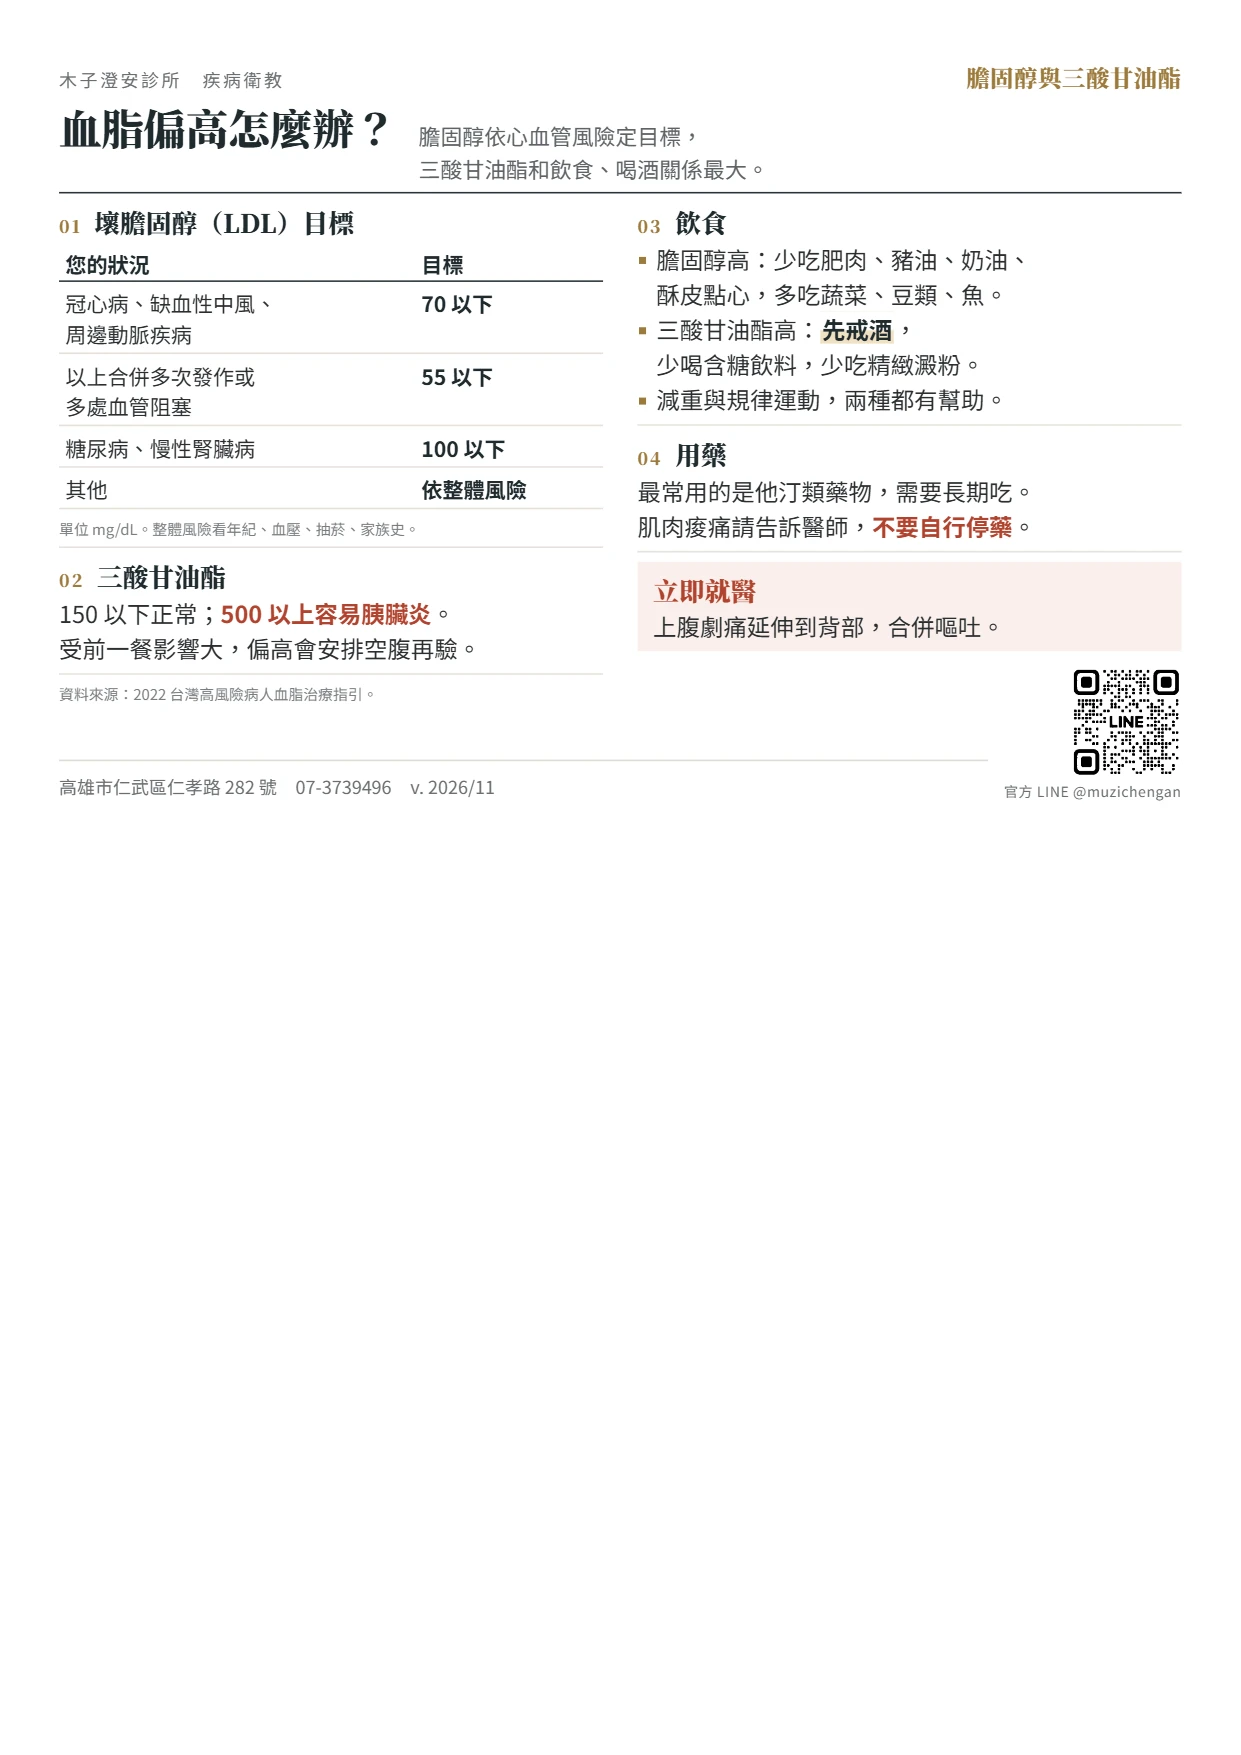 木子澄安診所　疾病衛教
膽固醇與三酸甘油酯
血脂偏高怎麼辦？
膽固醇依心血管風險定目標，
三酸甘油酯和飲食、喝酒關係最大。
01 壞膽固醇（LDL）目標
您的狀況　目標
冠心病、缺血性中風、　70 以下
周邊動脈疾病
以上合併多次發作或　55 以下
多處血管阻塞
糖尿病、慢性腎臟病　100 以下
其他　依整體風險
單位 mg/dL。整體風險看年紀、血壓、抽菸、家族史。
02 三酸甘油酯
150 以下正常；500 以上容易胰臟炎。
受前一餐影響大，偏高會安排空腹再驗。
資料來源：2022 台灣高風險病人血脂治療指引。
03 飲食
▪ 膽固醇高：少吃肥肉、豬油、奶油、
酥皮點心，多吃蔬菜、豆類、魚。
▪ 三酸甘油酯高：先戒酒，
少喝含糖飲料，少吃精緻澱粉。
▪ 減重與規律運動，兩種都有幫助。
04 用藥
最常用的是他汀類藥物，需要長期吃。
肌肉痠痛請告訴醫師，不要自行停藥。
立即就醫
上腹劇痛延伸到背部，合併嘔吐。
LINE
高雄市仁武區仁孝路 282 號　07-3739496　v. 2026/11
官方 LINE @muzichengan